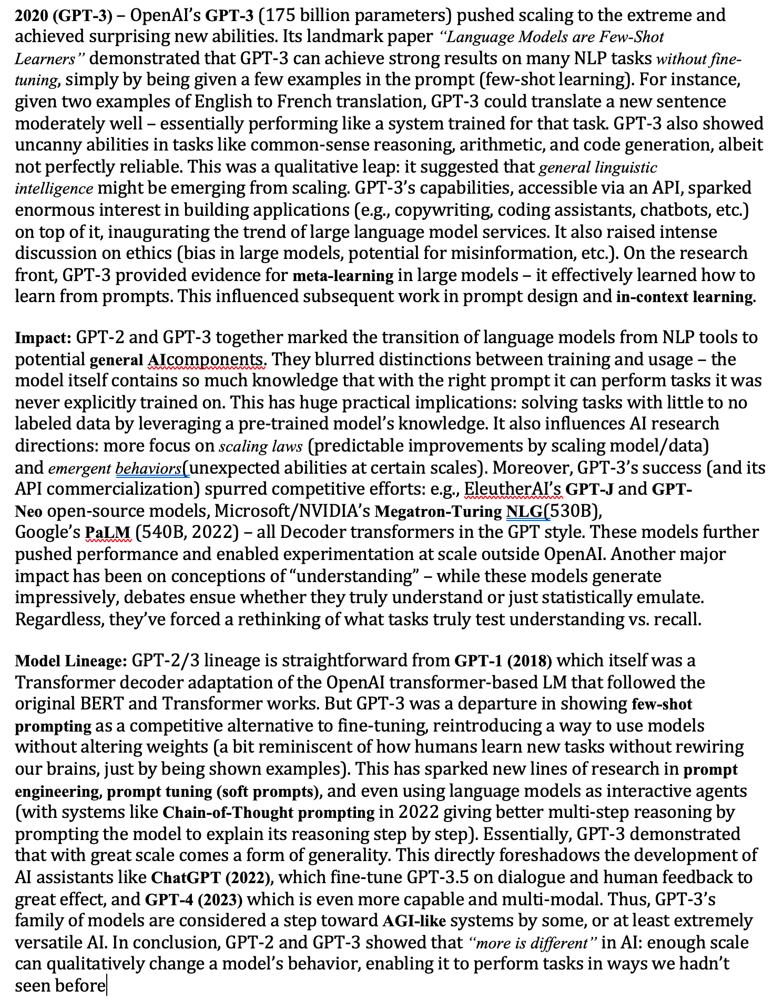 2020 (GPT-3) – OpenAI’s GPT-3 (175 billion parameters) pushed scaling to the extreme and
achieved surprising new abilities. Its landmark paper “Language Models are Few-Shot
Learners” demonstrated that GPT-3 can achieve strong results on many NLP tasks without fine-
tuning, simply by being given a few examples in the prompt (few-shot learning). For instance,
given two examples of English to French translation, GPT-3 could translate a new sentence
moderately well – essentially performing like a system trained for that task. GPT-3 also showed
uncanny abilities in tasks like common-sense reasoning, arithmetic, and code generation, albeit
not perfectly reliable. This was a qualitative leap: it suggested that general linguistic
intelligence might be emerging from scaling. GPT-3’s capabilities, accessible via an API, sparked
enormous interest in building applications (e.g., copywriting, coding assistants, chatbots, etc.)
on top of it, inaugurating the trend of large language model services. It also raised intense
discussion on ethics (bias in large models, potential for misinformation, etc.). On the research
front, GPT-3 provided evidence for meta-learning in large models – it effectively learned how to
learn from prompts. This influenced subsequent work in prompt design and in-context learning.
Impact: GPT-2 and GPT-3 together marked the transition of language models from NLP tools to
potential general AIcomponents. They blurred distinctions between training and usage – the
model itself contains so much knowledge that with the right prompt it can perform tasks it was
never explicitly trained on. This has huge practical implications: solving tasks with little to no
labeled data by leveraging a pre-trained model’s knowledge. It also influences AI research
directions: more focus on scaling laws (predictable improvements by scaling model/data)
and emergent behaviors(unexpected abilities at certain scales). Moreover, GPT-3’s success (and its
API commercialization) spurred competitive efforts: e.g., EleutherAI’s GPT-J and GPT-
Neo open-source models, Microsoft/NVIDIA’s Megatron-Turing NLG(530B),
Google’s PaLM (540B, 2022) – all Decoder transformers in the GPT style. These models further
pushed performance and enabled experimentation at scale outside OpenAI. Another major
impact has been on conceptions of “understanding” – while these models generate
impressively, debates ensue whether they truly understand or just statistically emulate.
Regardless, they’ve forced a rethinking of what tasks truly test understanding vs. recall.
Model Lineage: GPT-2/3 lineage is straightforward from GPT-1 (2018) which itself was a
Transformer decoder adaptation of the OpenAI transformer-based LM that followed the
original BERT and Transformer works. But GPT-3 was a departure in showing few-shot
prompting as a competitive alternative to fine-tuning, reintroducing a way to use models
without altering weights (a bit reminiscent of how humans learn new tasks without rewiring
our brains, just by being shown examples). This has sparked new lines of research in prompt
engineering, prompt tuning (soft prompts), and even using language models as interactive agents
(with systems like Chain-of-Thought prompting in 2022 giving better multi-step reasoning by
prompting the model to explain its reasoning step by step). Essentially, GPT-3 demonstrated
that with great scale comes a form of generality. This directly foreshadows the development of
AI assistants like ChatGPT (2022), which fine-tune GPT-3.5 on dialogue and human feedback to
great effect, and GPT-4 (2023) which is even more capable and multi-modal. Thus, GPT-3’s
family of models are considered a step toward AGI-like systems by some, or at least extremely
versatile AI. In conclusion, GPT-2 and GPT-3 showed that “more is different” in AI: enough scale
can qualitatively change a model’s behavior, enabling it to perform tasks in ways we hadn’t
seen before